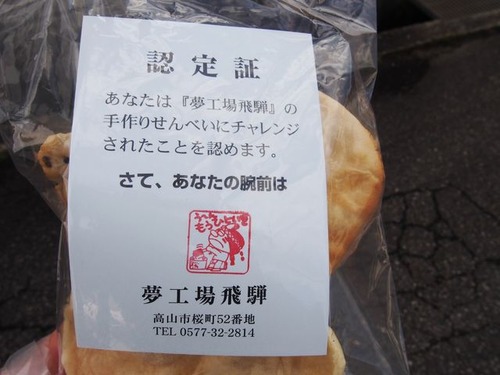 認定証
あなたは『夢工場飛騨』の
手作りせんべいにチャレンジ
されたことを認めます。
さて、あなたの腕前は
夢工場飛騨
高山市桜町52番地
TEL 0577-32-2814